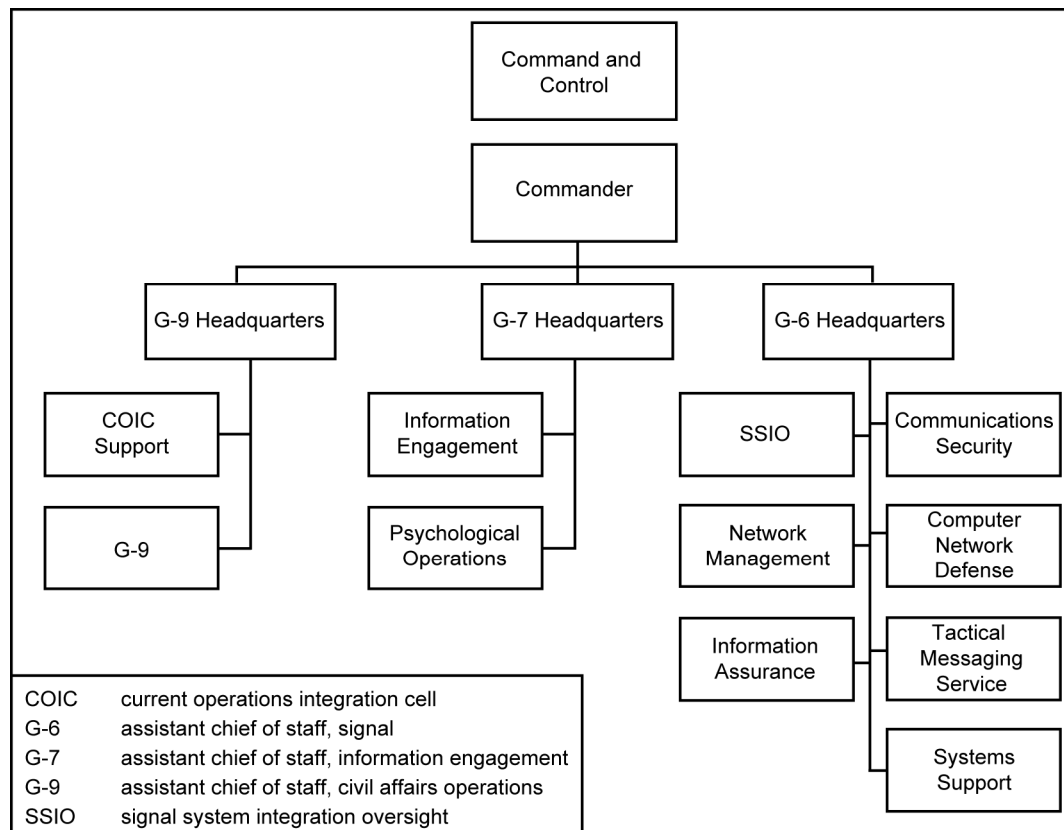 Command and
Control
Commander
G-9 Headquarters
G-7 Headquarters
G-6 Headquarters
COIC
Support
G-9
Information
Engagement
Psychological
Operations
SSIO
Communications
Security
Network
Management
Computer
Network
Defense
Information
Assurance
Tactical
Messaging
Service
Systems
Support
COIC current operations integration cell
G-6 assistant chief of staff, signal
G-7 assistant chief of staff, information engagement
G-9 assistant chief of staff, civil affairs operations
SSIO signal system integration oversight